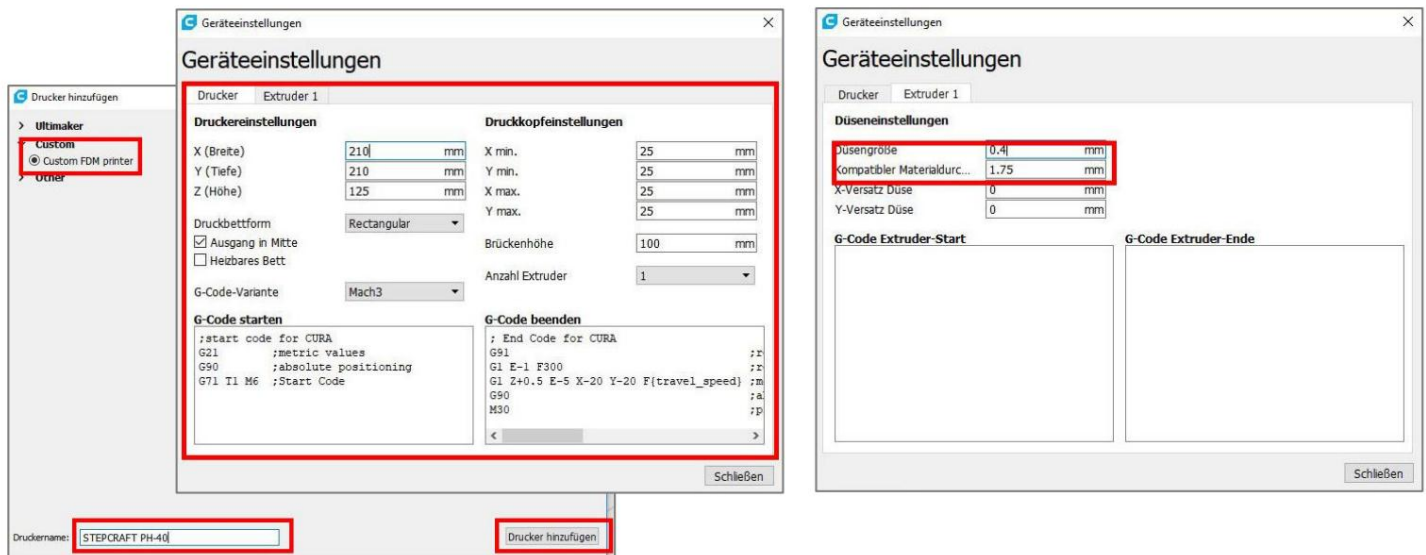 Drucker hinzufügen
Ultimaker
Custom
Custom FDM printer
Other
Druckername: STEPCRAFT PH-40
Drucker hinzufügen
Geräteeinstellungen
Geräteeinstellungen
Drucker Extruder 1
Druckereinstellungen
X (Breite) 210 mm
Y (Tiefe) 210 mm
Z (Höhe) 125 mm
Druckbettform Rectangular
Ausgang in Mitte
Heizbares Bett
G-Code-Variante Mach3
Druckkopfeinstellungen
X min. 25 mm
Y min. 25 mm
X max. 25 mm
Y max. 25 mm
Brückenhöhe 100 mm
Anzahl Extruder 1
G-Code starten
;start code for CURA
G21 ;metric values
G90 ;absolute positioning
G71 T1 M6 ;Start Code
G-Code beenden
; End Code for CURA
G91 ;r
G1 E-1 F300 ;r
G1 Z+0.5 E-5 X-20 Y-20 F{travel_speed} ;m
G90 ;a
M30 ;p
Schließen
Geräteeinstellungen
Geräteeinstellungen
Drucker Extruder 1
Düseneinstellungen
Düsengröße 0.4 mm
Kompatibler Materialdurc... 1.75 mm
X-Versatz Düse 0 mm
Y-Versatz Düse 0 mm
G-Code Extruder-Start
G-Code Extruder-Ende
Schließen